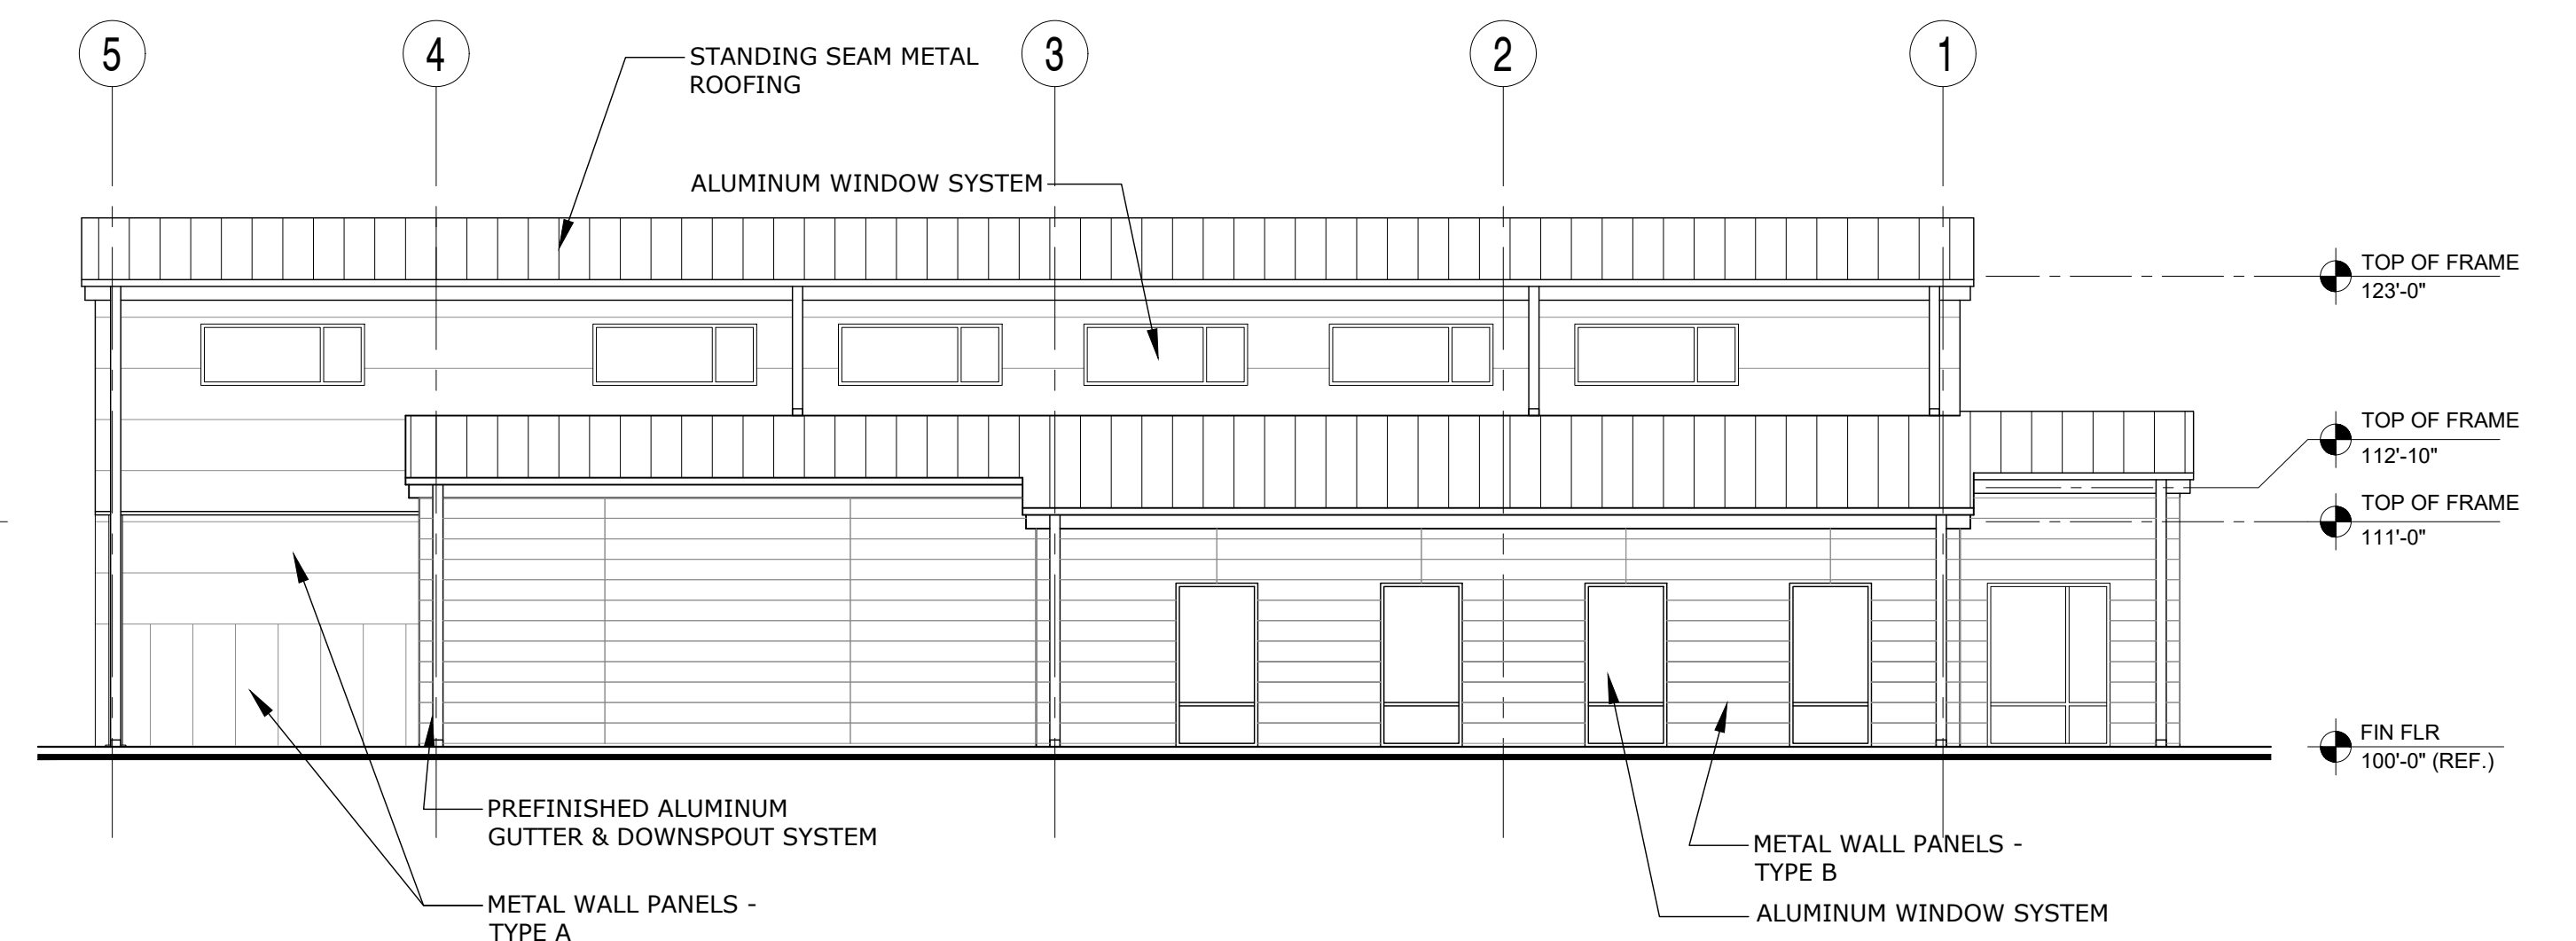 5
4
3
2
1
STANDING SEAM METAL
ROOFING
ALUMINUM WINDOW SYSTEM
TOP OF FRAME
123'-0"
TOP OF FRAME
112'-10"
TOP OF FRAME
111'-0"
FIN FLR
100'-0" (REF.)
PREFINISHED ALUMINUM
GUTTER & DOWNSPOUT SYSTEM
METAL WALL PANELS -
TYPE B
METAL WALL PANELS -
TYPE A
ALUMINUM WINDOW SYSTEM